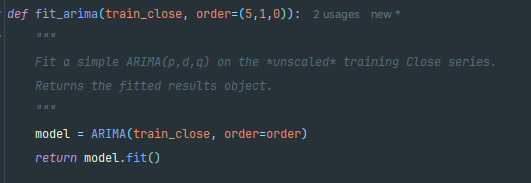 def fit_arima(train_close, order=(5,1,0)): 2 usages new *
"""
Fit a simple ARIMA(p,d,q) on the *unscaled* training Close series.
Returns the fitted results object.
"""
model = ARIMA(train_close, order=order)
return model.fit()